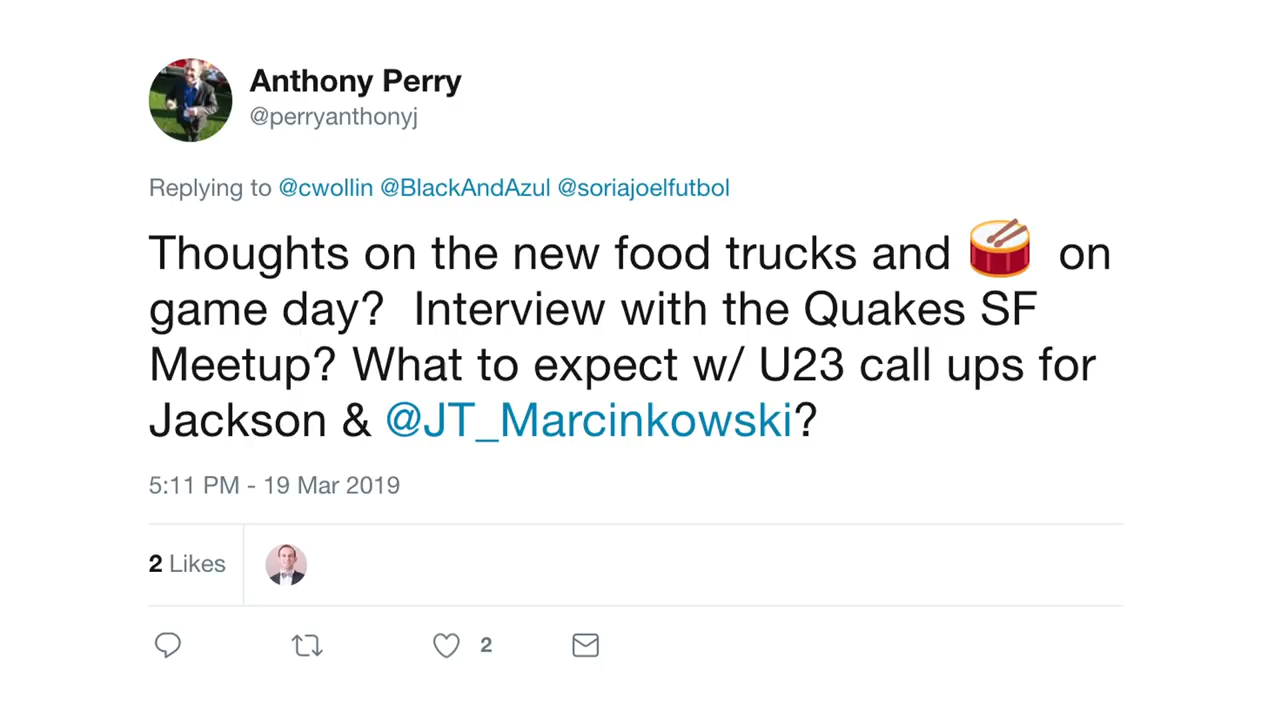 Anthony Perry
@perryanthonyj
Replying to @cwollin @BlackAndAzul @soriajoelfutbol
Thoughts on the new food trucks and 🥁 on
game day?  Interview with the Quakes SF
Meetup? What to expect w/ U23 call ups for
Jackson & @JT_Marcinkowski?
5:11 PM - 19 Mar 2019
2 Likes
2